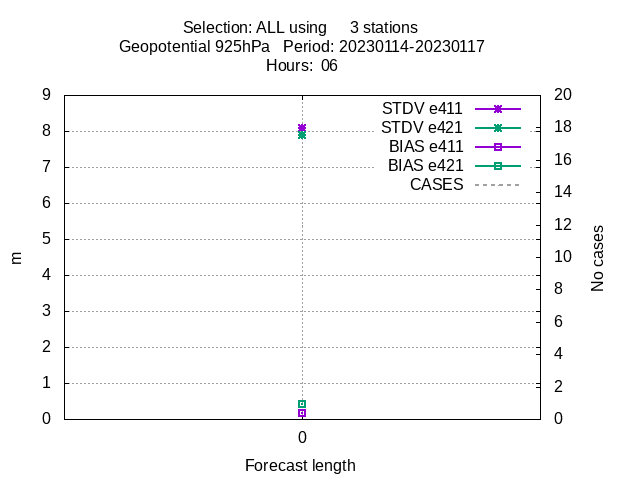 Selection: ALL using     3 stations
Geopotential 925hPa   Period: 20230114-20230117
Hours:  06
9
8
7
6
5
4
3
2
1
0
m
STDV e411
STDV e421
BIAS e411
BIAS e421
CASES
20
18
16
14
12
10
8
6
4
2
0
No cases
0
Forecast length